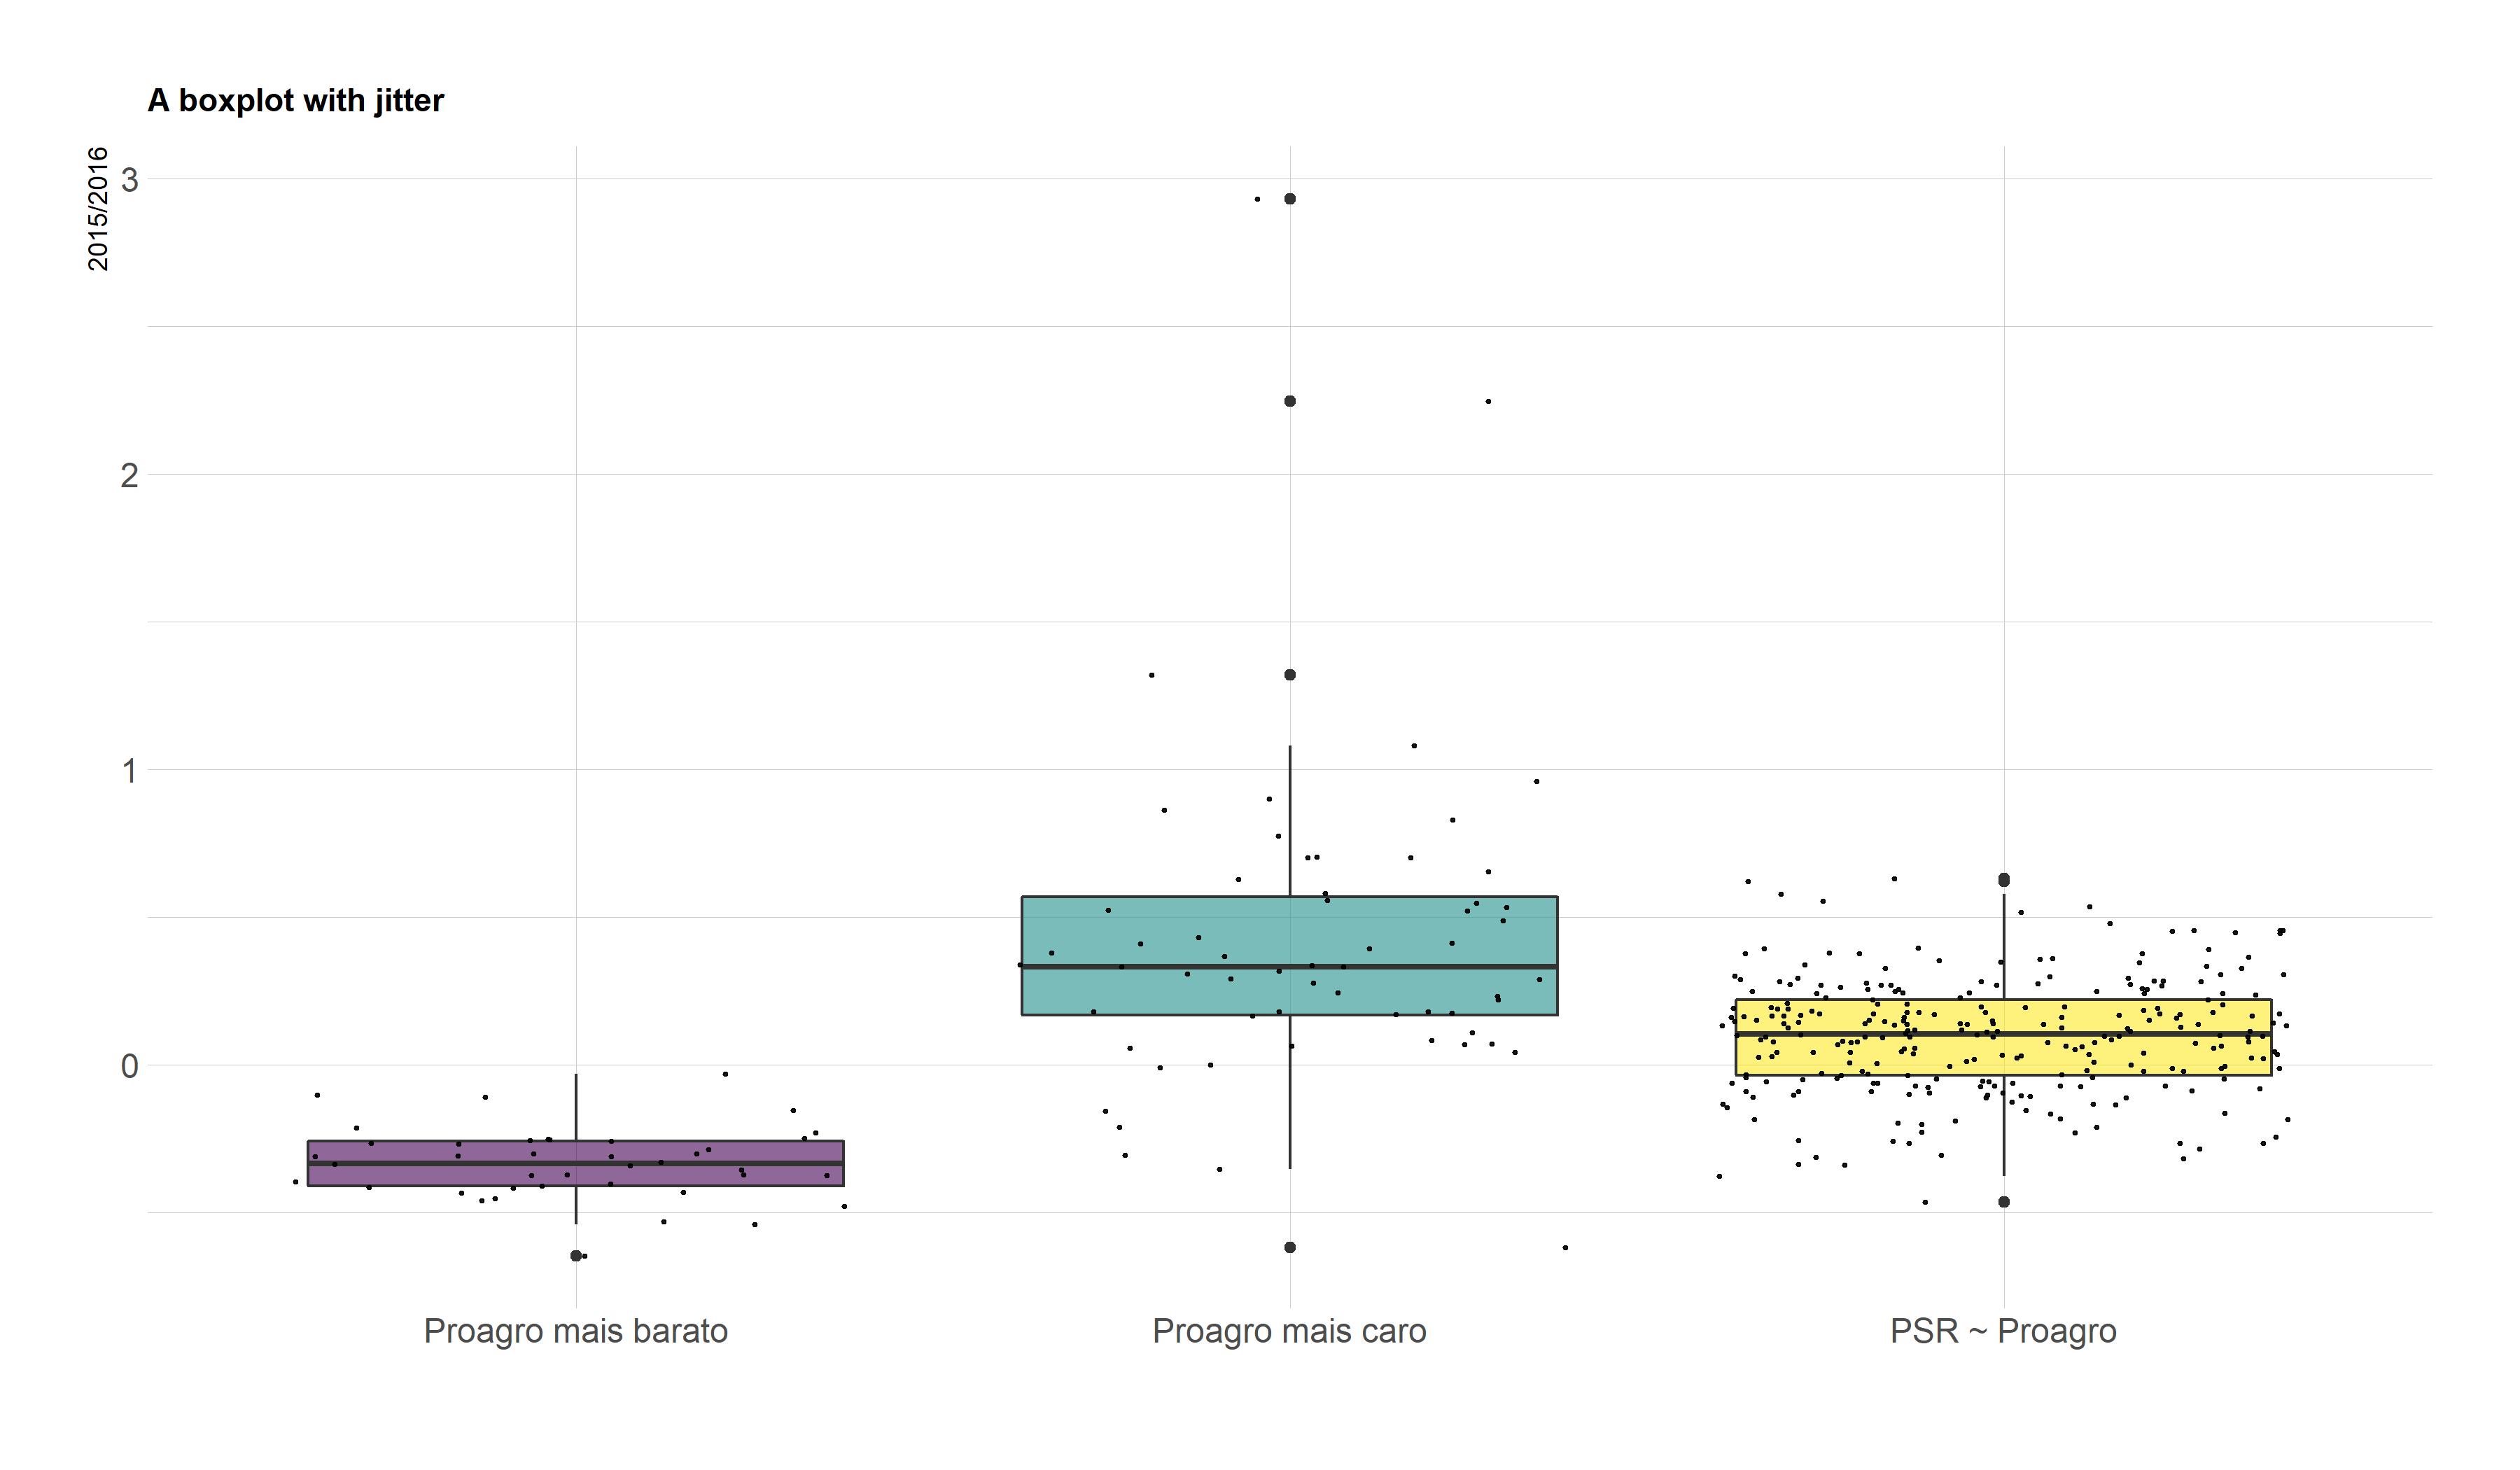 A boxplot with jitter
2015/2016
3
2
1
0
Proagro mais barato
Proagro mais caro
PSR ~ Proagro